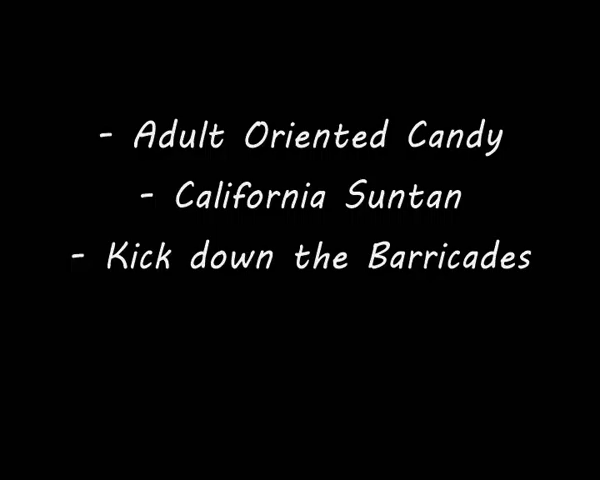 - Adult Oriented Candy
- California Suntan
- Kick down the Barricades